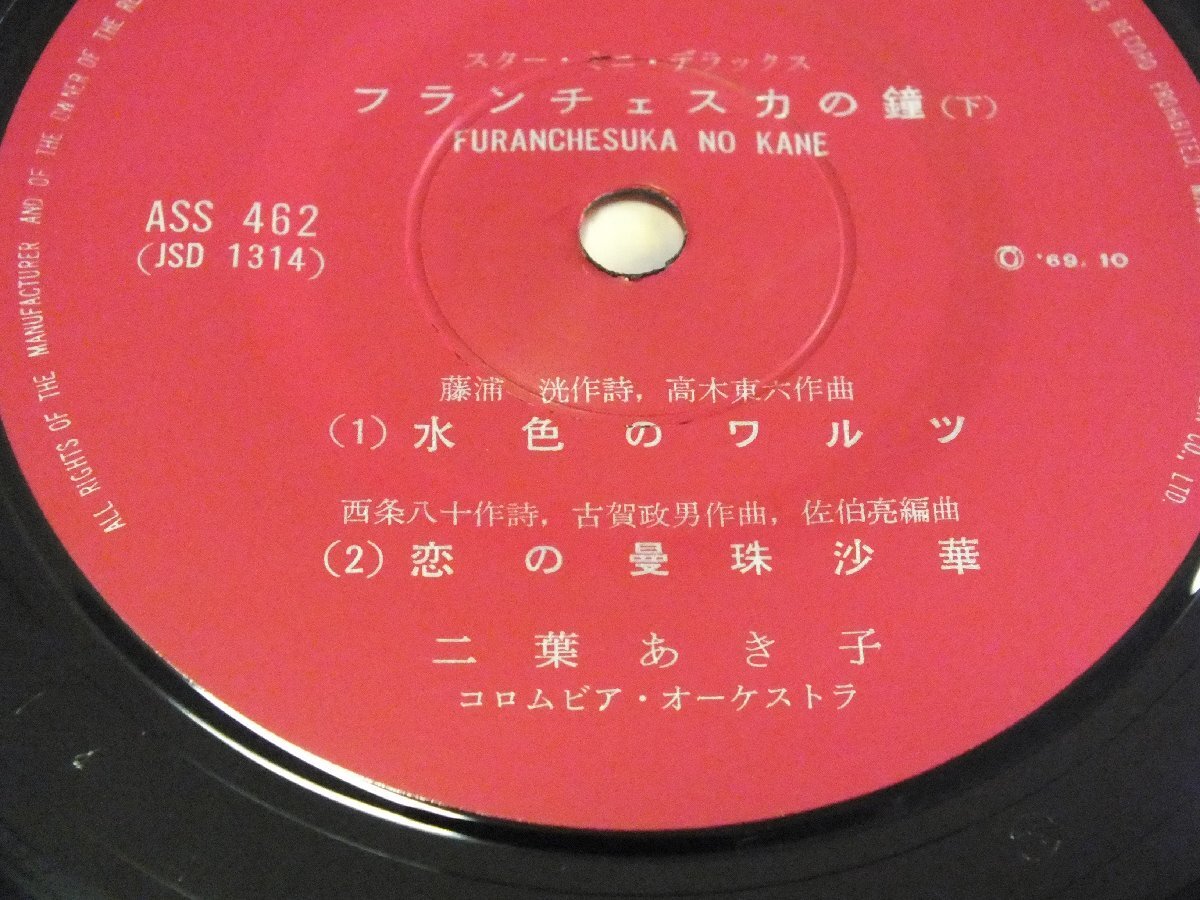 スター・ミニ・デラックス
フランチェスカの鐘(下)
FURANCHESUKA NO KANE
ASS 462
(JSD 1314)
Ⓟ '69. 10
藤浦 洸作詩, 高木東六作曲
(1) 水色のワルツ
西条八十作詩, 古賀政男作曲, 佐伯亮編曲
(2) 恋の曼珠沙華
二葉あき子
コロムビア・オーケストラ
ALL RIGHTS OF THE MANUFACTURER AND OF THE OWNER OF THE
RECORD PROHIBITED.
CO., LTD.